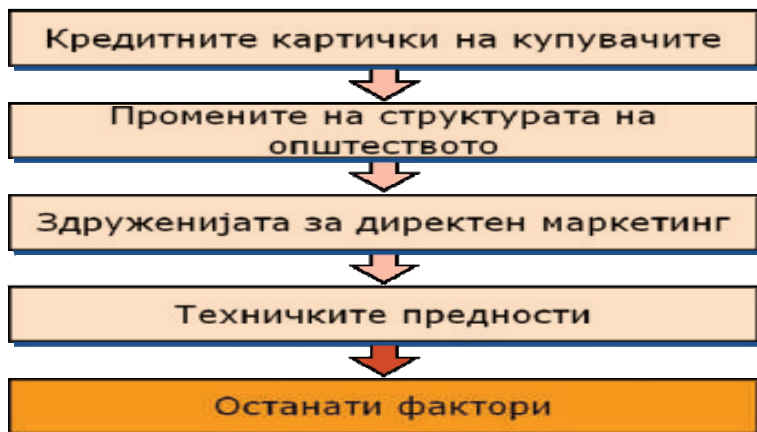 Кредитните картички на купувачите
Промените на структурата на
општеството
Здруженијата за директен маркетинг
Техничките предности
Останати фактори